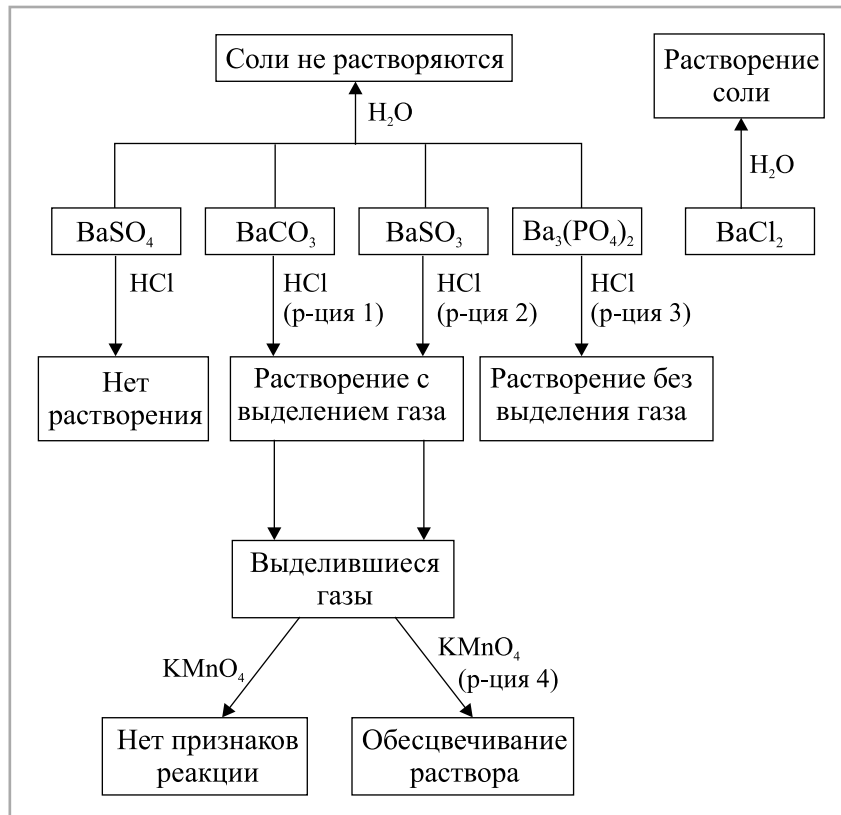 Соли не растворяются
Растворение
соли
H₂O
H₂O
BaSO₄
BaCO₃
BaSO₃
Ba₃(PO₄)₂
BaCl₂
HCl
HCl
(р-ция 1)
HCl
(р-ция 2)
HCl
(р-ция 3)
Нет
растворения
Растворение с
выделением газа
Растворение без
выделения газа
Выделившиеся
газы
KMnO₄
KMnO₄
(р-ция 4)
Нет признаков
реакции
Обесцвечивание
раствора